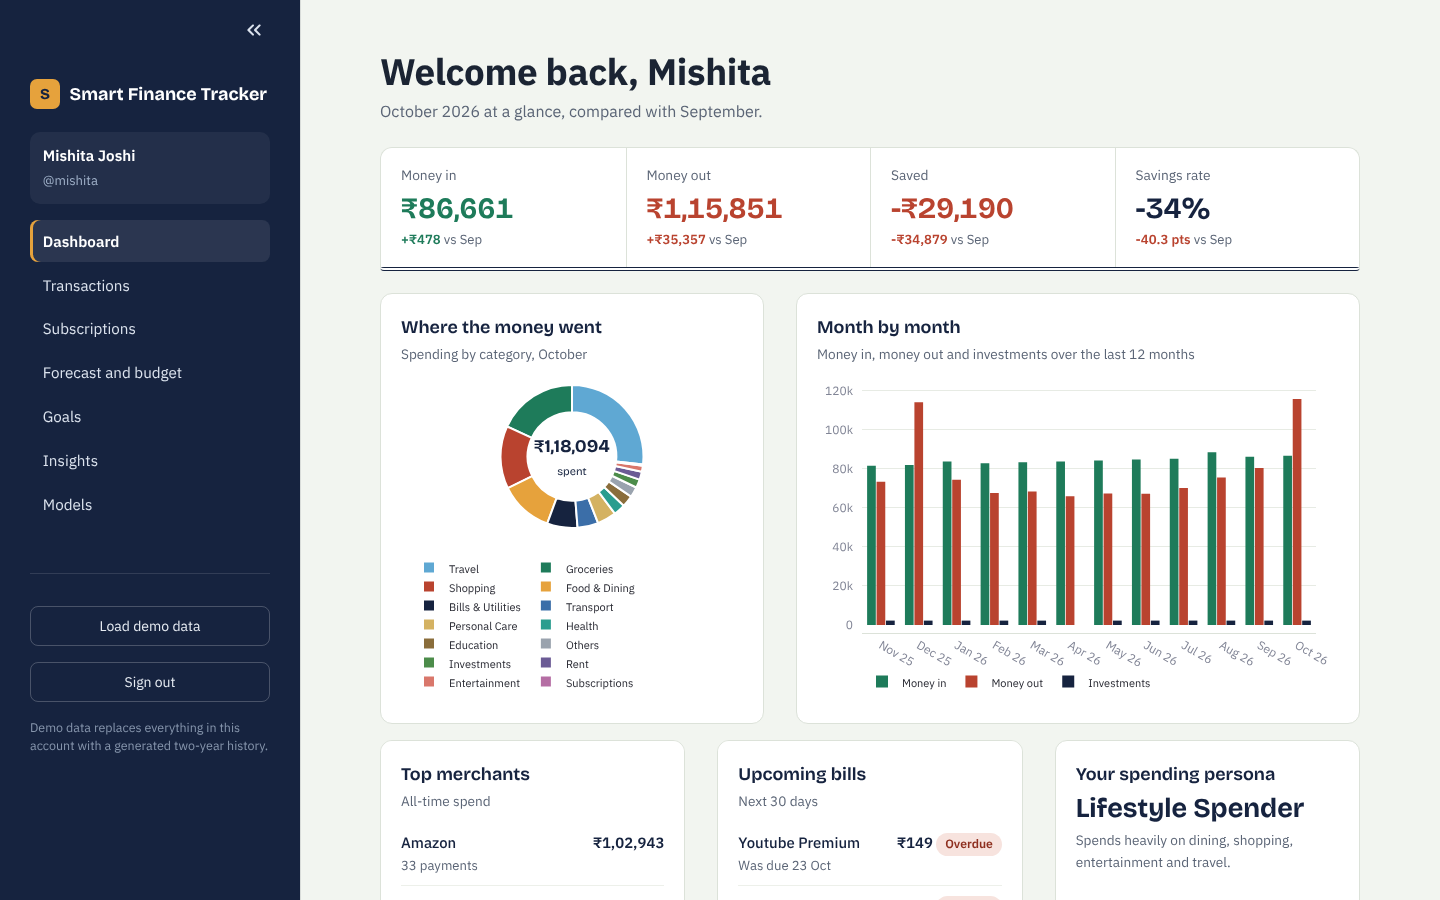 S
Smart Finance Tracker
Mishita Joshi
@mishita
Dashboard
Transactions
Subscriptions
Forecast and budget
Goals
Insights
Models
Load demo data
Sign out
Demo data replaces everything in this
account with a generated two-year history.
Welcome back, Mishita
October 2026 at a glance, compared with September.
Money in
₹86,661
+₹478 vs Sep
Money out
₹1,15,851
+₹35,357 vs Sep
Saved
-₹29,190
-₹34,879 vs Sep
Savings rate
-34%
-40.3 pts vs Sep
Where the money went
Spending by category, October
₹1,18,094
spent
Travel
Groceries
Shopping
Food & Dining
Bills & Utilities
Transport
Personal Care
Health
Education
Others
Investments
Rent
Entertainment
Subscriptions
Month by month
Money in, money out and investments over the last 12 months
120k
100k
80k
60k
40k
20k
0
Nov 25
Dec 25
Jan 26
Feb 26
Mar 26
Apr 26
May 26
Jun 26
Jul 26
Aug 26
Sep 26
Oct 26
Money in
Money out
Investments
Top merchants
All-time spend
Amazon ₹1,02,943
33 payments
Upcoming bills
Next 30 days
Youtube Premium ₹149 Overdue
Was due 23 Oct
Your spending persona
Lifestyle Spender
Spends heavily on dining, shopping,
entertainment and travel.